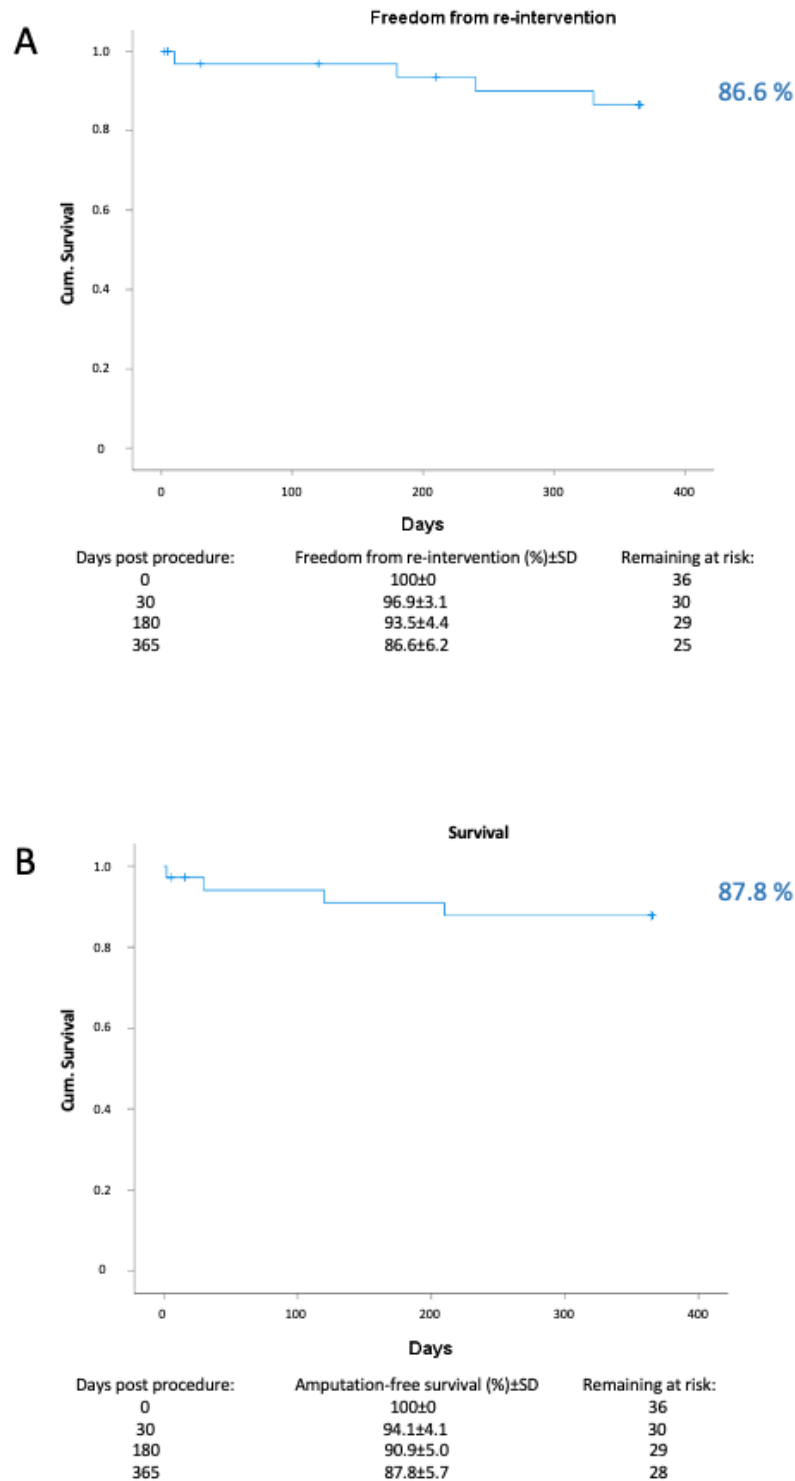 A
Freedom from re-intervention
86.6 %
Cum. Survival
1.0
0.8
0.6
0.4
0.2
0
0 100 200 300 400
Days
Days post procedure: Freedom from re-intervention (%)±SD Remaining at risk:
0 100±0 36
30 96.9±3.1 30
180 93.5±4.4 29
365 86.6±6.2 25
B
Survival
87.8 %
Cum. Survival
1.0
0.8
0.6
0.4
0.2
0
0 100 200 300 400
Days
Days post procedure: Amputation-free survival (%)±SD Remaining at risk:
0 100±0 36
30 94.1±4.1 30
180 90.9±5.0 29
365 87.8±5.7 28